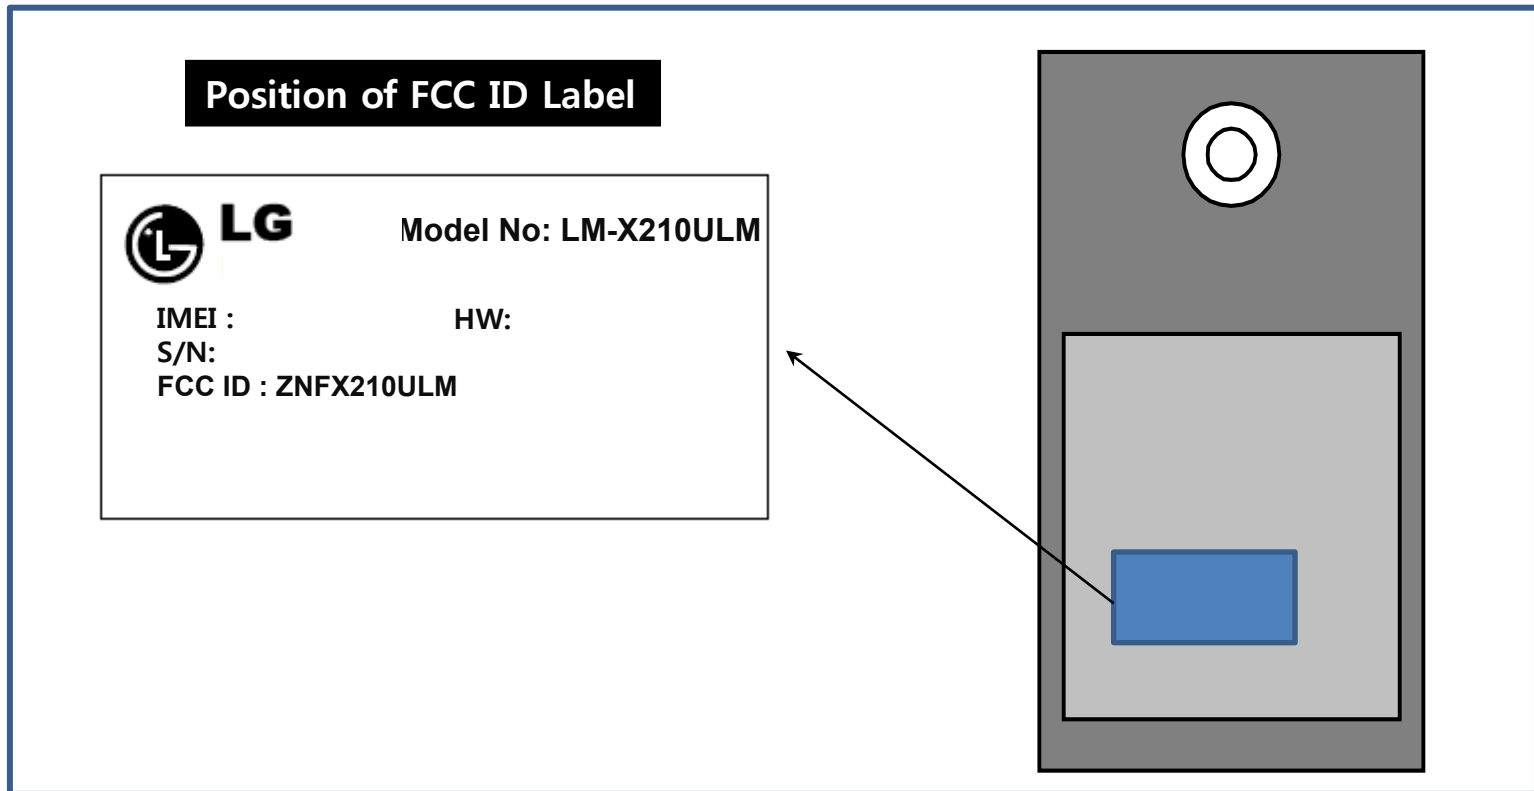 Position of FCC ID Label
LG
Model No: LM-X210ULM
IMEI :
HW:
S/N:
FCC ID : ZNFX210ULM